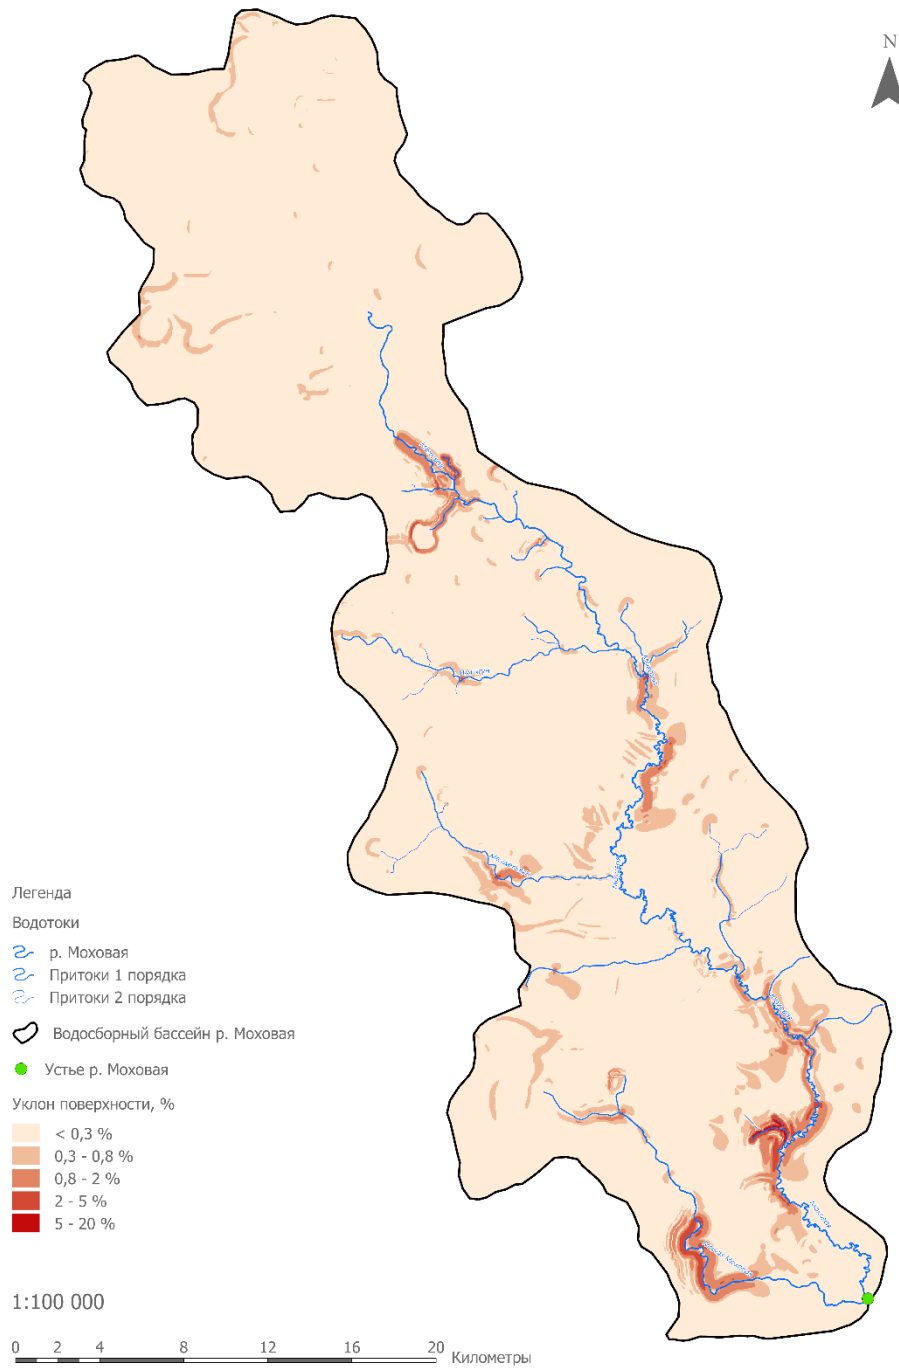 N
Легенда
Водотоки
р. Моховая
Притоки 1 порядка
Притоки 2 порядка
Водосборный бассейн р. Моховая
Устье р. Моховая
Уклон поверхности, %
< 0,3 %
0,3 - 0,8 %
0,8 - 2 %
2 - 5 %
5 - 20 %
1:100 000
0 2 4 8 12 16 20
Километры